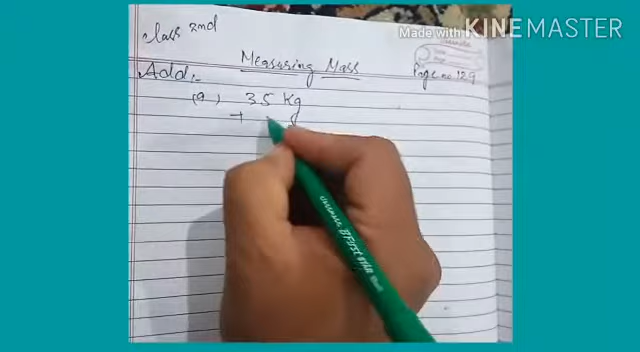 Made with KINEMASTER
Class 2nd
Measuring Mass
Page no 129
Add:-
(a) 35 Kg
+